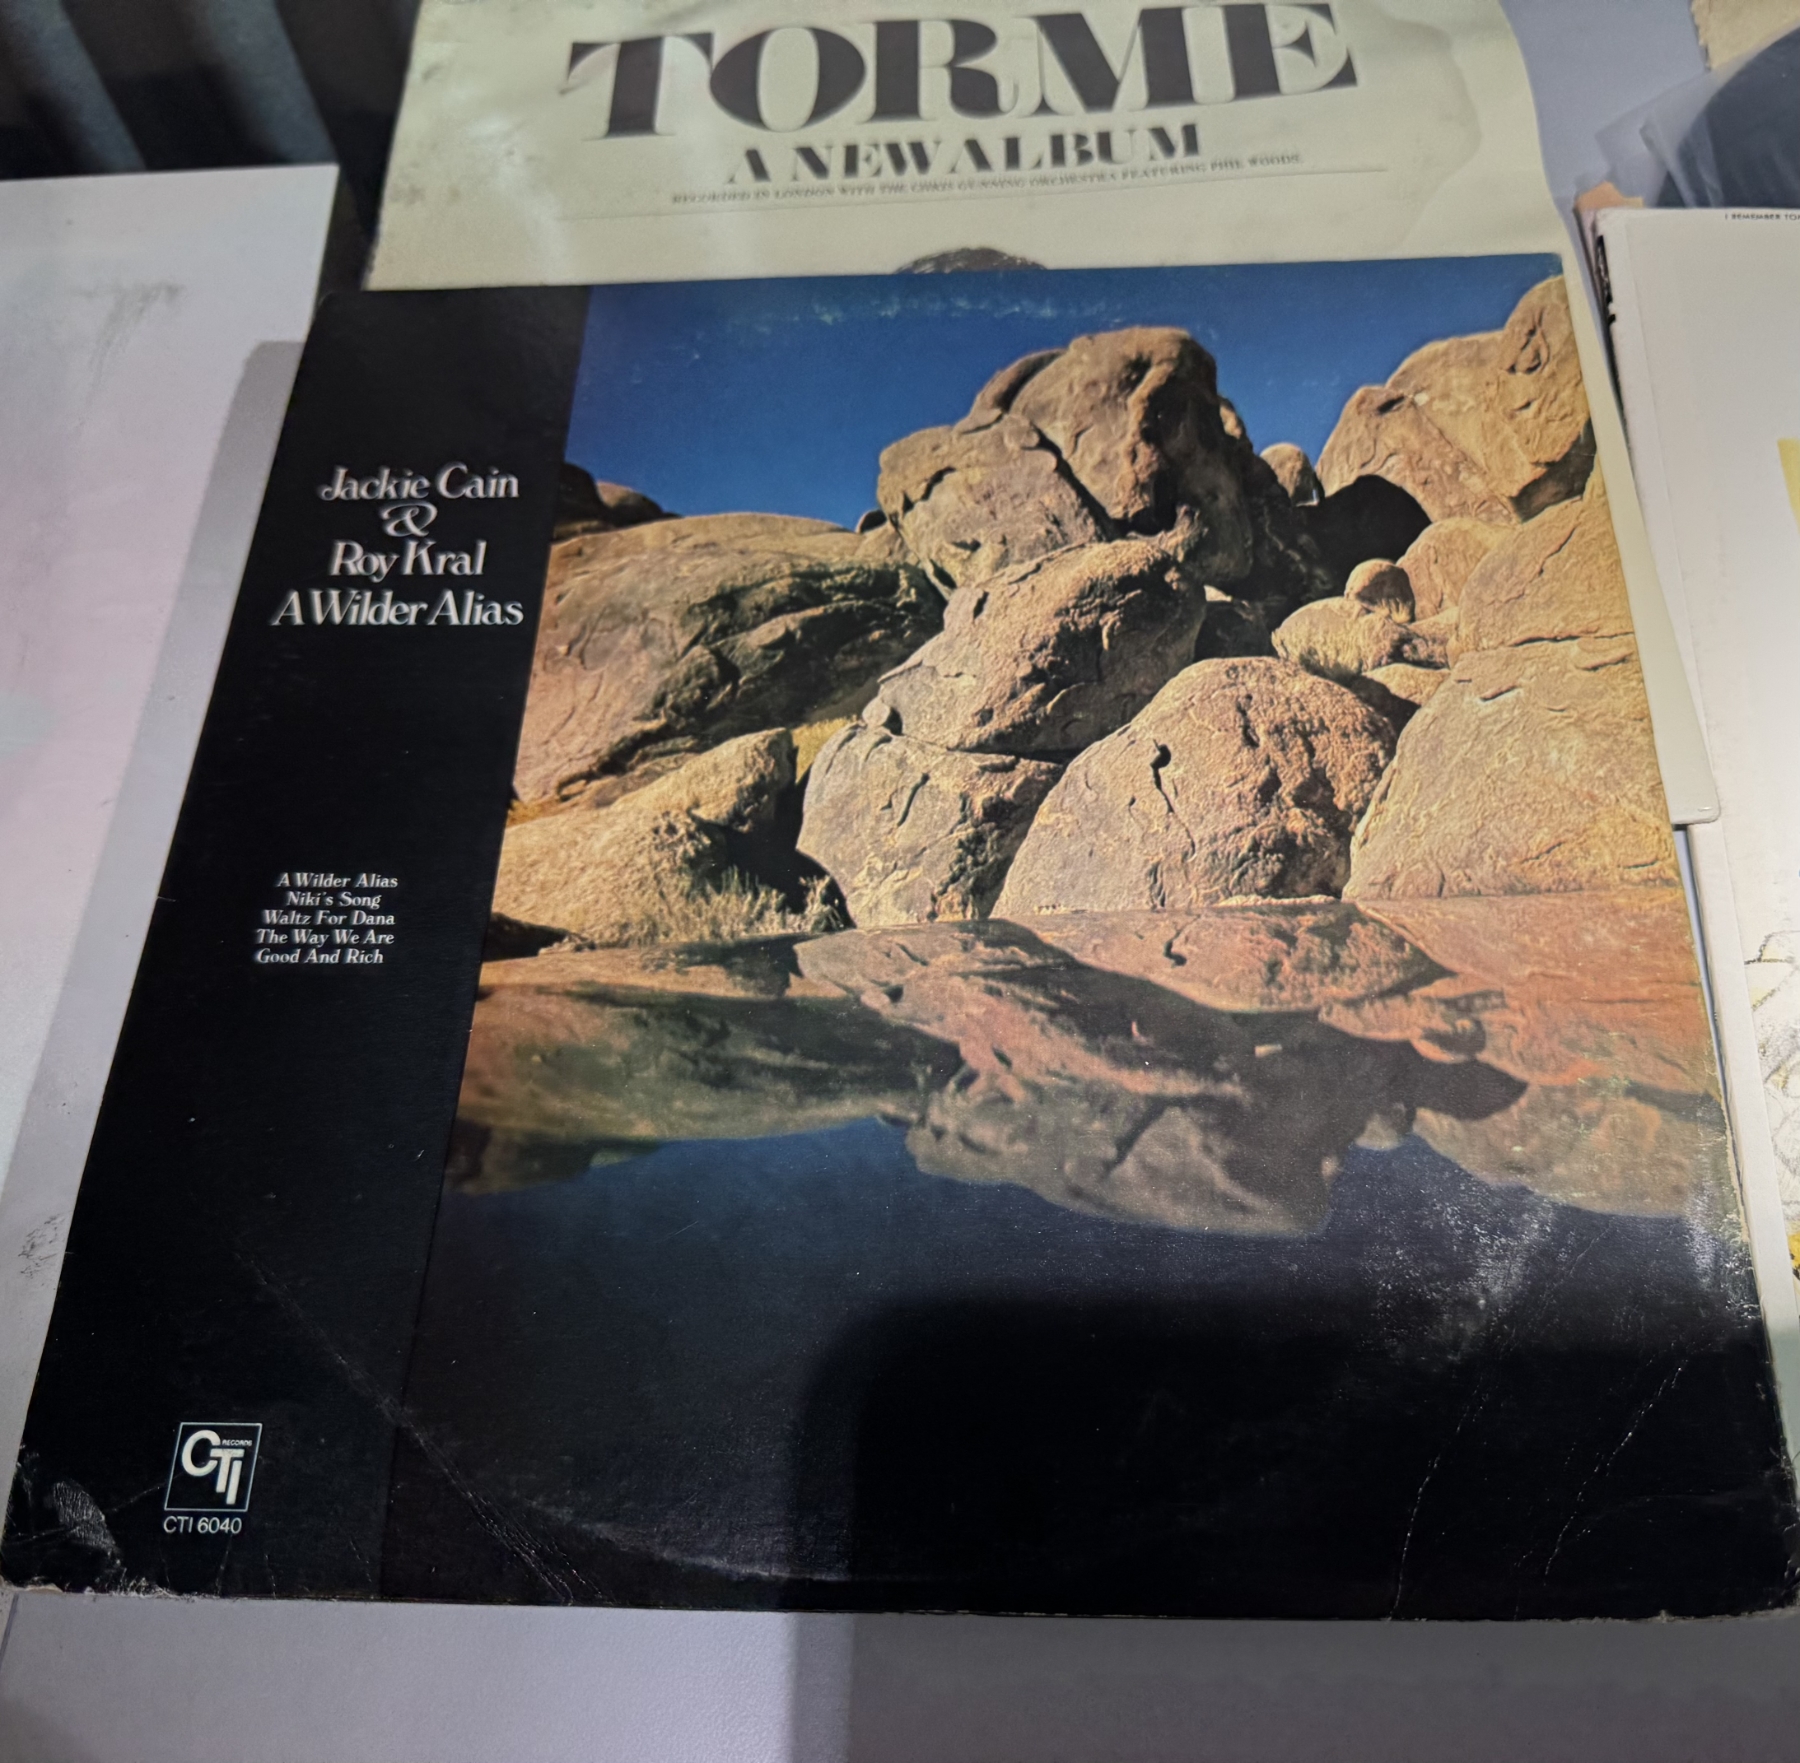 TORME
A NEW ALBUM
RECORDED IN LONDON WITH THE CHRIS GUNNING ORCHESTRA FEATURING PHIL WOODS
I REMEMBER
Jackie Cain
&
Roy Kral
A Wilder Alias
A Wilder Alias
Niki's Song
Waltz For Dana
The Way We Are
Good And Rich
CTI RECORDS
CTI 6040